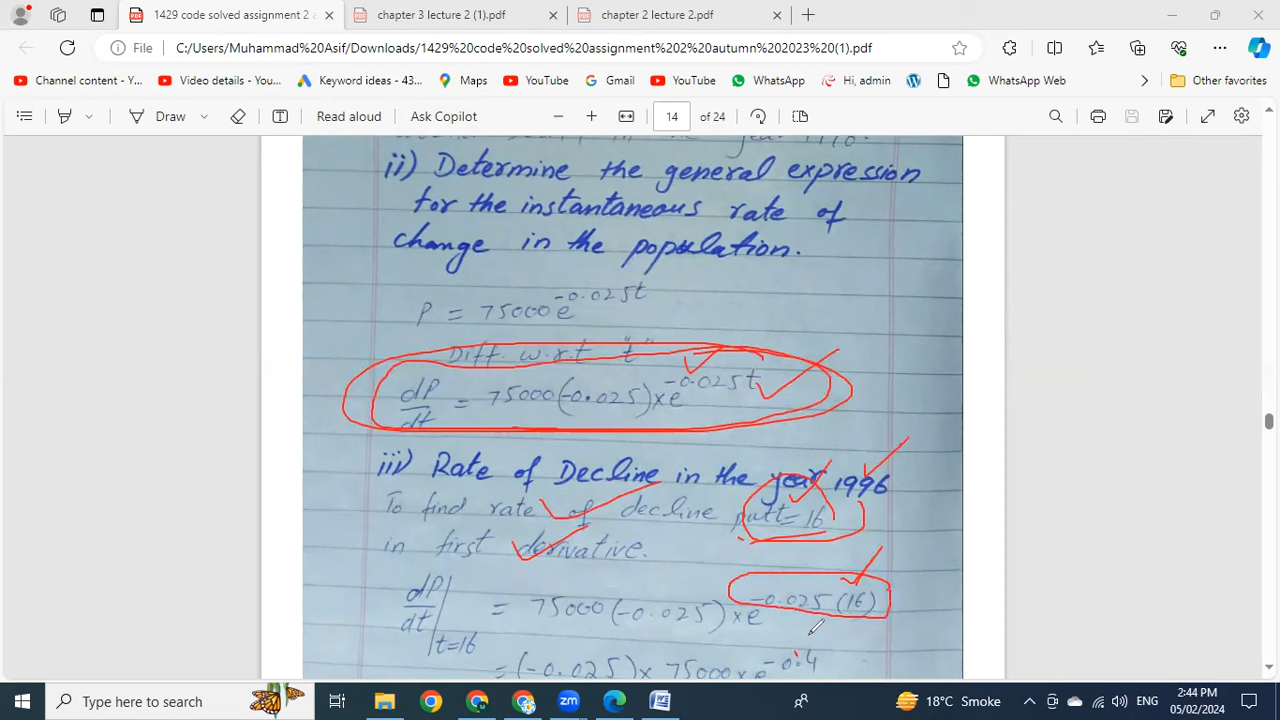 1429 code solved assignment 2 a
chapter 3 lecture 2 (1).pdf
chapter 2 lecture 2.pdf
File
C:/Users/Muhammad%20Asif/Downloads/1429%20code%20solved%20assignment%202%20autumn%202023%20(1).pdf
Channel content - Y...
Video details - You...
Keyword ideas - 43...
Maps
YouTube
Gmail
YouTube
WhatsApp
Hi, admin
WhatsApp Web
Other favorites
Draw
Read aloud
Ask Copilot
14
of 24
ii) Determine the general expression
for the instantaneous rate of
change in the population.
P = 75000e^-0.025t
Diff. w.r.t "t"
dP/dt = 75000(-0.025)×e^-0.025t
iii) Rate of Decline in the year 1996
To find rate of decline put t=16
in first derivative.
dP/dt|t=16 = 75000(-0.025)×e^-0.025(16)
=(-0.025)×75000×e^-0.4
Type here to search
W
18°C Smoke
ENG
2:44 PM
05/02/2024